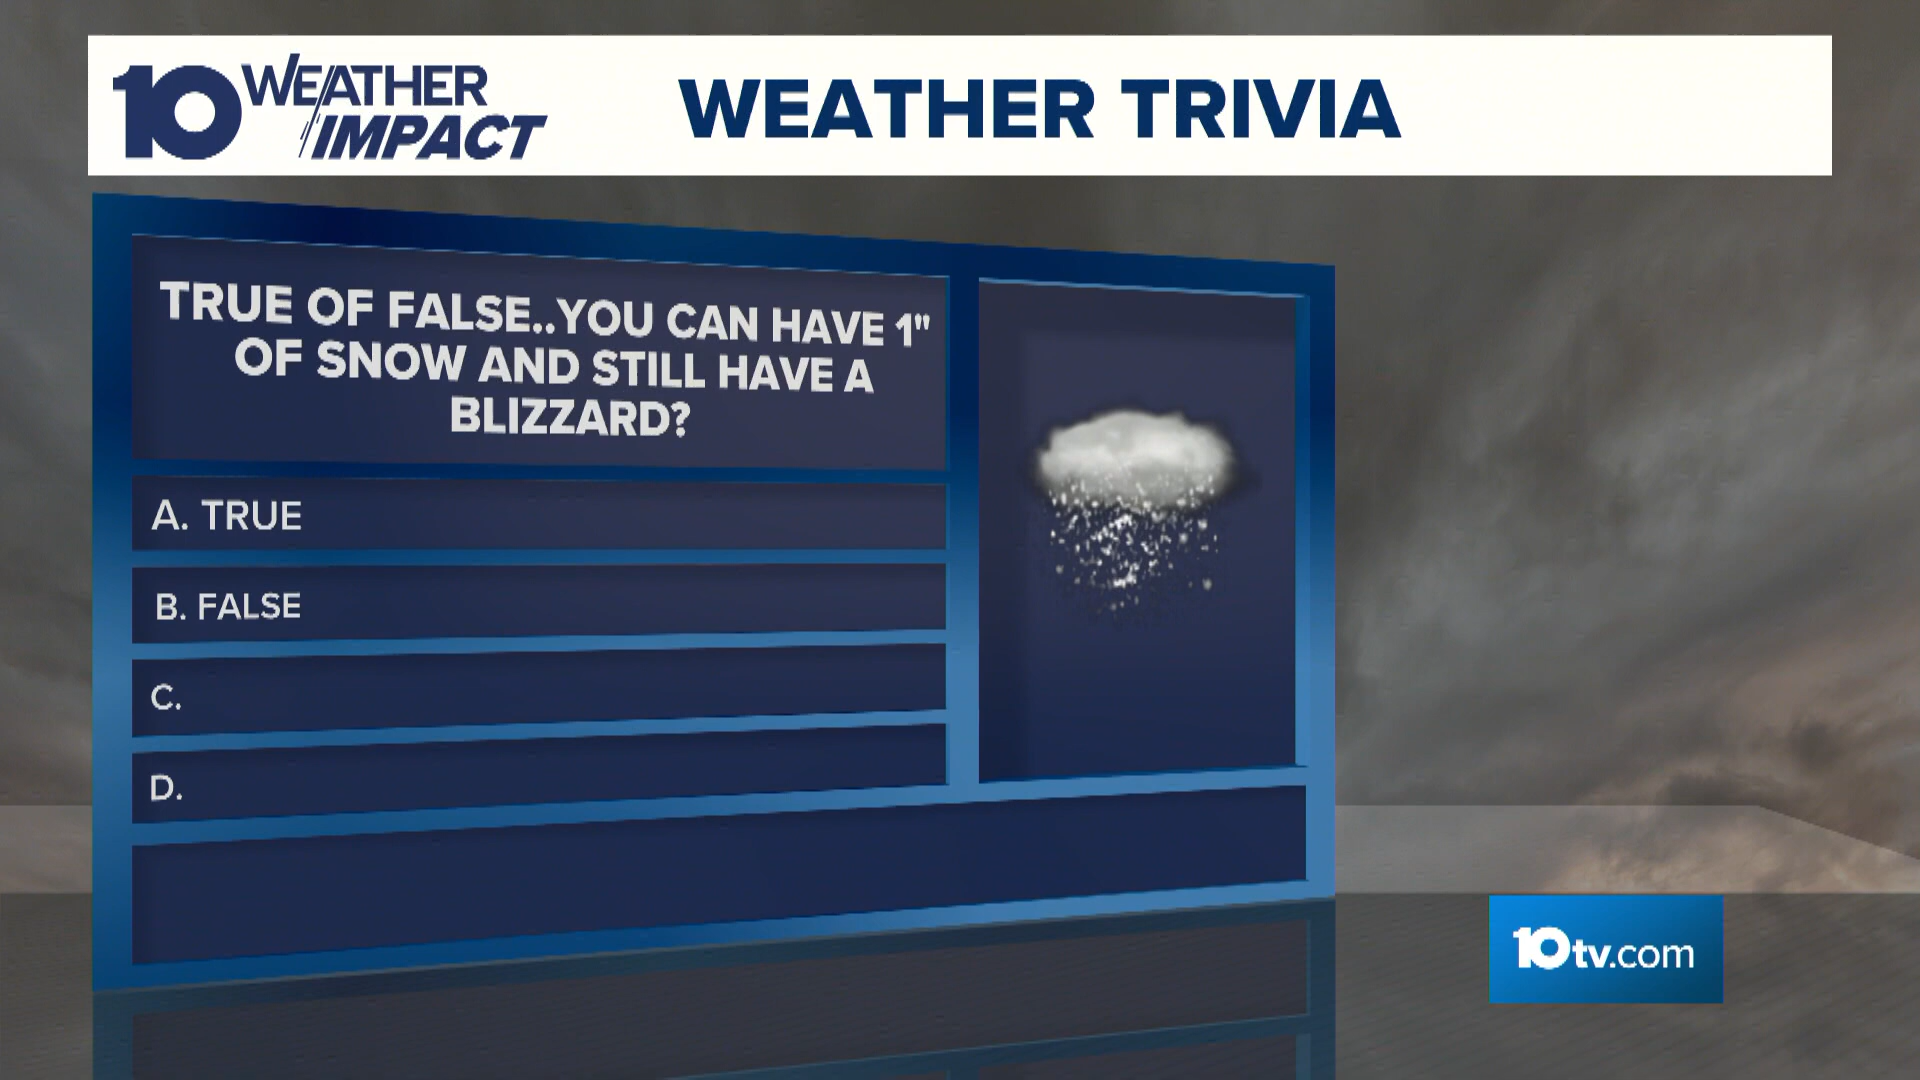 10 WEATHER
IMPACT
WEATHER TRIVIA
TRUE OF FALSE..YOU CAN HAVE 1"
OF SNOW AND STILL HAVE A
BLIZZARD?
A. TRUE
B. FALSE
C.
D.
10tv.com